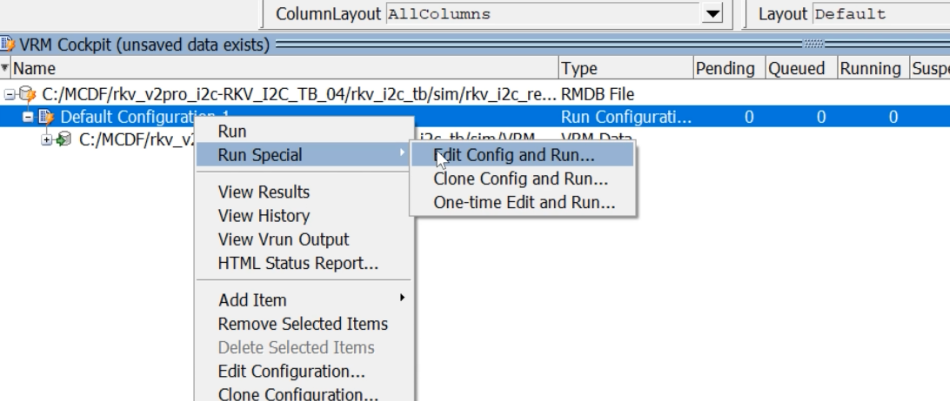 ColumnLayout AllColumns Layout Default
VRM Cockpit (unsaved data exists)
Name Type Pending Queued Running Suspe
C:/MCDF/rkv_v2pro_i2c-RKV_I2C_TB_04/rkv_i2c_tb/sim/rkv_i2c_re... RMDB File
Default Configuration 1 Run Configurati... 0 0 0
C:/MCDF/rkv_v2 i2c_tb/sim/VRM... VRM Data
Run
Run Special
Edit Config and Run...
Clone Config and Run...
One-time Edit and Run...
View Results
View History
View Vrun Output
HTML Status Report...
Add Item
Remove Selected Items
Delete Selected Items
Edit Configuration...
Clone Configuration...